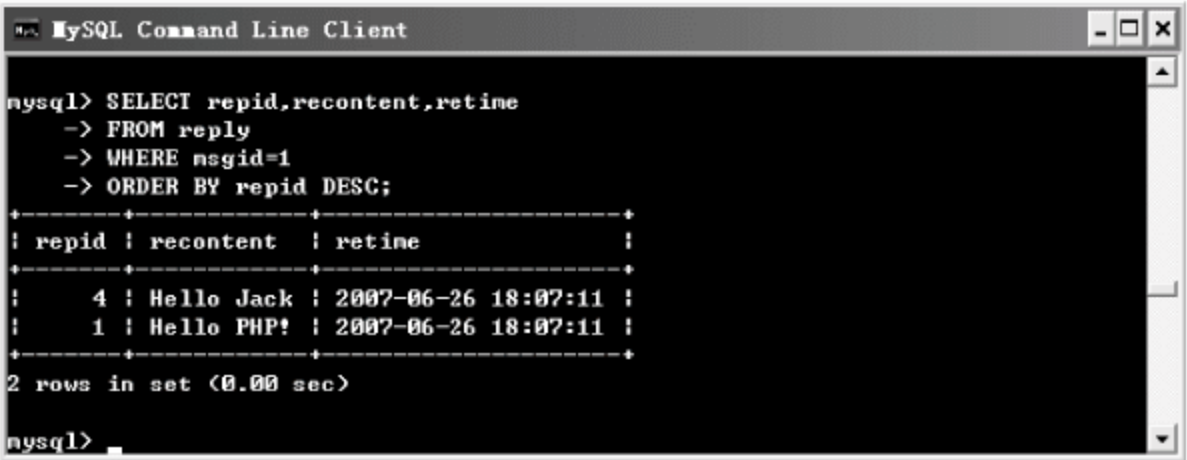 MySQL Command Line Client
mysql> SELECT repid,recontent,retime
    -> FROM reply
    -> WHERE msgid=1
    -> ORDER BY repid DESC;
+-------+------------+---------------------+
| repid | recontent  | retime              |
+-------+------------+---------------------+
|     4 | Hello Jack | 2007-06-26 18:07:11 |
|     1 | Hello PHP! | 2007-06-26 18:07:11 |
+-------+------------+---------------------+
2 rows in set (0.00 sec)
mysql> _